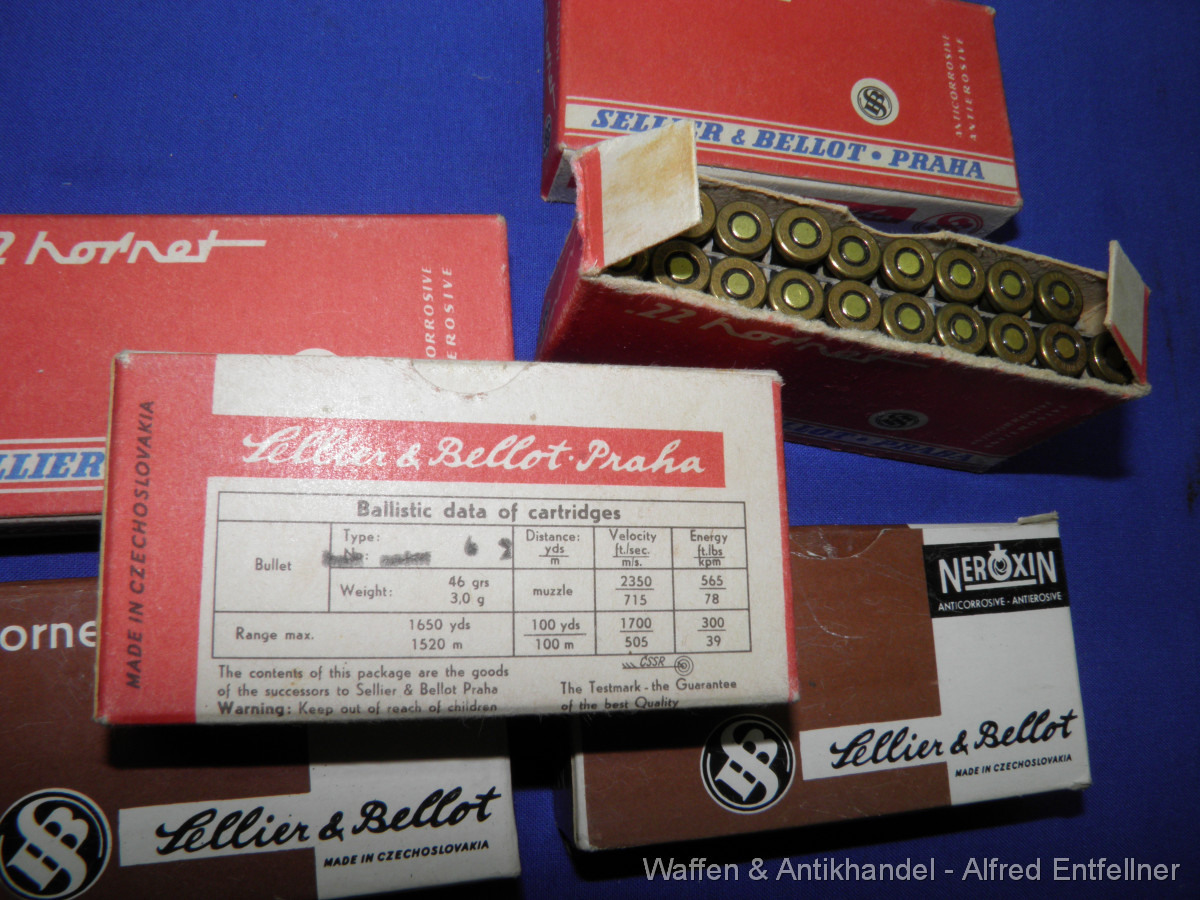 ANTICORROSIVE
ANTIEROSIVE
SELLIER & BELLOT • PRAHA
.22 hornet
hornet
SELLIER & BELLOT • PRAHA
MADE IN CZECHOSLOVAKIA
Sellier & Bellot·Praha
Ballistic data of cartridges
Bullet
Type:
No:
6 2
Weight:
46 grs
3,0 g
Distance:
yds
m
Velocity
ft./sec.
m/s.
Energy
ft.lbs
kpm
muzzle
2350
715
565
78
Range max.
1650 yds
1520 m
100 yds
100 m
1700
505
300
39
The contents of this package are the goods
of the successors to Sellier & Bellot Praha
Warning: Keep out of reach of children
ČSSR
The Testmark - the Guarantee
of the best Quality
NEROXIN
ANTICORROSIVE - ANTIEROSIVE
Sellier & Bellot
MADE IN CZECHOSLOVAKIA
Sellier & Bellot
MADE IN CZECHOSLOVAKIA
Waffen & Antikhandel - Alfred Entfellner